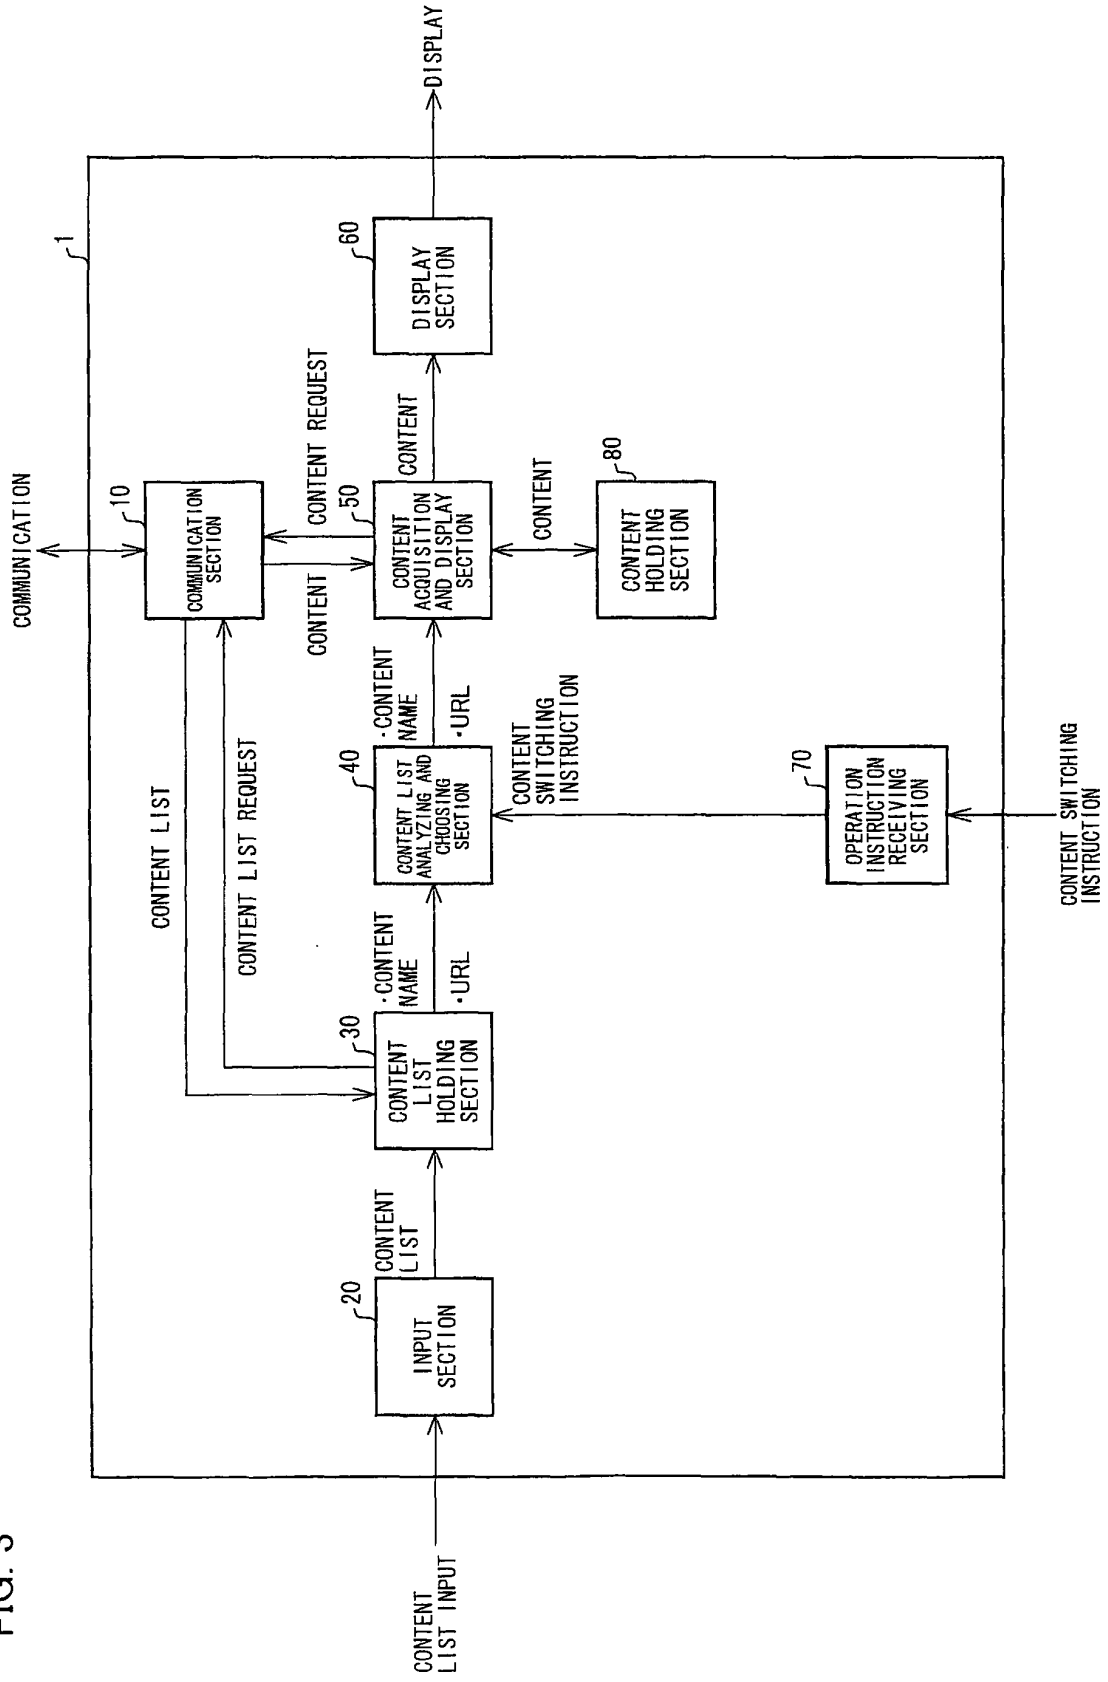 FIG.
COMMUNICATION
1
10
COMMUNICATION
SECTION
CONTENT LIST
CONTENT LIST REQUEST
CONTENT
CONTENT REQUEST
CONTENT
LIST INPUT
20
INPUT
SECTION
CONTENT
LIST
30
CONTENT
LIST
HOLDING
SECTION
·CONTENT
NAME
·URL
40
CONTENT LIST
ANALYZING AND
CHOOSING
SECTION
·CONTENT
NAME
·URL
50
CONTENT
ACQUISITION
AND DISPLAY
SECTION
CONTENT
60
DISPLAY
SECTION
DISPLAY
CONTENT
SWITCHING
INSTRUCTION
CONTENT
80
CONTENT
HOLDING
SECTION
70
OPERATION
INSTRUCTION
RECEIVING
SECTION
CONTENT SWITCHING
INSTRUCTION